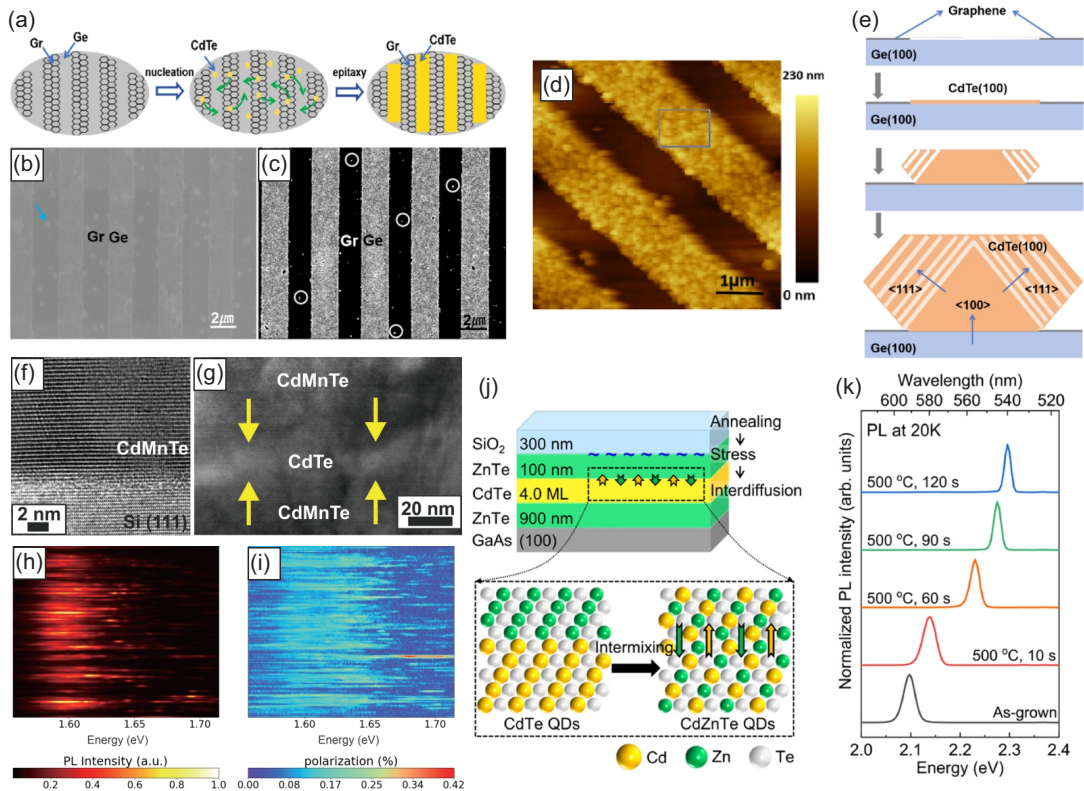 (a)
Gr
Ge
nucleation
CdTe
epitaxy
Gr
CdTe
(b)
Gr Ge
2μm
(c)
Gr
Ge
2μm
(d)
230 nm
1μm
0 nm
(e)
Graphene
Ge(100)
CdTe(100)
Ge(100)
CdTe(100)
<111>
<100>
<111>
Ge(100)
(f)
CdMnTe
2 nm
Si (111)
(g)
CdMnTe
CdTe
CdMnTe
20 nm
(h)
1.60
1.65
1.70
Energy (eV)
PL Intensity (a.u.)
0.2
0.4
0.6
0.8
1.0
(i)
1.60
1.65
1.70
Energy (eV)
polarization (%)
0.00
0.08
0.17
0.25
0.34
0.42
(j)
SiO2 300 nm
ZnTe 100 nm
CdTe 4.0 ML
ZnTe 900 nm
GaAs (100)
Annealing
Stress
Interdiffusion
Intermixing
CdTe QDs
CdZnTe QDs
Cd
Zn
Te
(k)
Wavelength (nm)
600 580 560 540 520
PL at 20K
500 °C, 120 s
500 °C, 90 s
500 °C, 60 s
500 °C, 10 s
As-grown
Normalized PL intensity (arb. units)
2.0 2.1 2.2 2.3 2.4
Energy (eV)